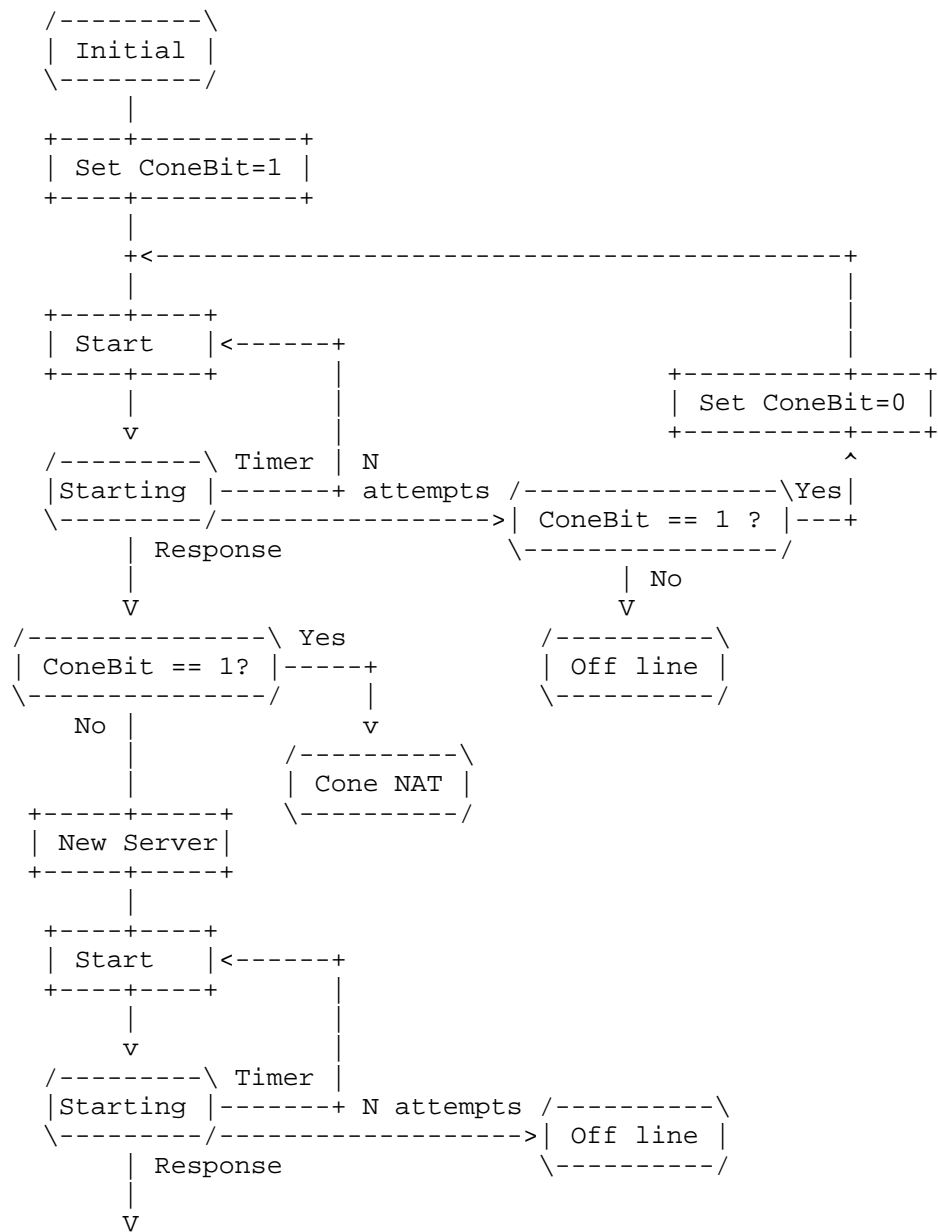 Initial
Set ConeBit=1
Start
Set ConeBit=0
Timer N
Starting attempts Yes
ConeBit == 1 ?
Response
No
Yes
ConeBit == 1? Off line
No
Cone NAT
New Server
Start
Timer
Starting N attempts
Off line
Response